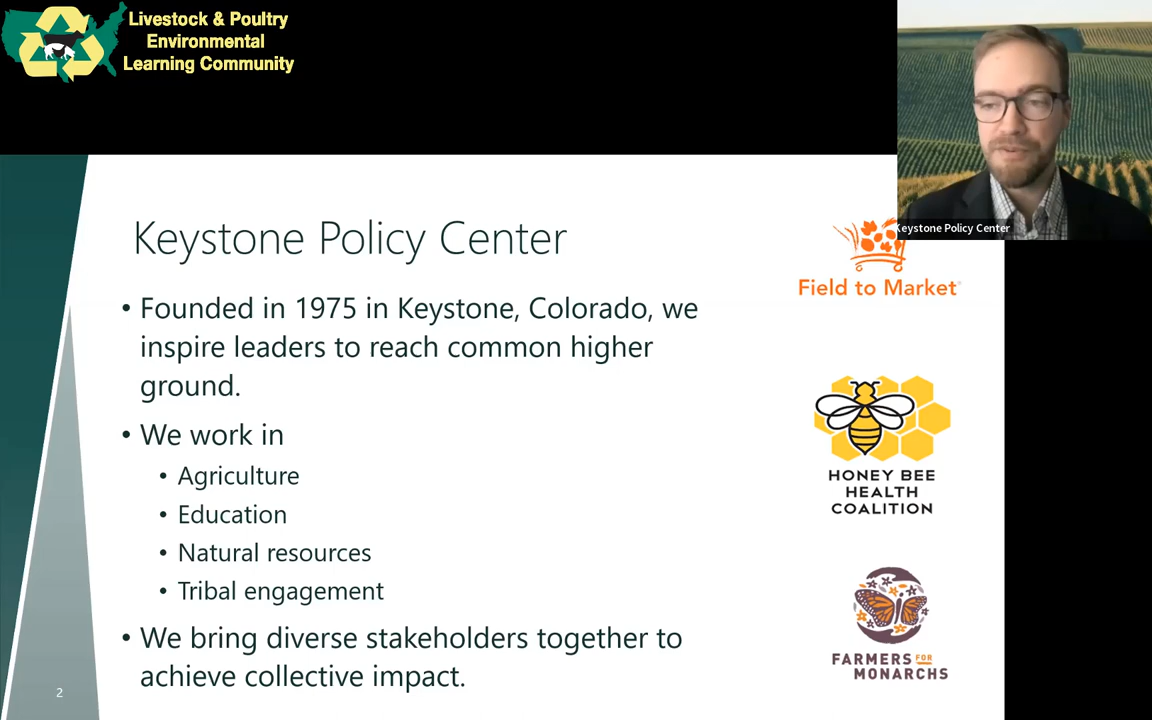 Livestock & Poultry
Environmental
Learning Community
Keystone Policy Center
Keystone Policy Center
Field to Market®
• Founded in 1975 in Keystone, Colorado, we
inspire leaders to reach common higher
ground.
• We work in
• Agriculture
• Education
• Natural resources
• Tribal engagement
• We bring diverse stakeholders together to
achieve collective impact.
HONEY BEE
HEALTH
COALITION
FARMERS FOR
MONARCHS
2